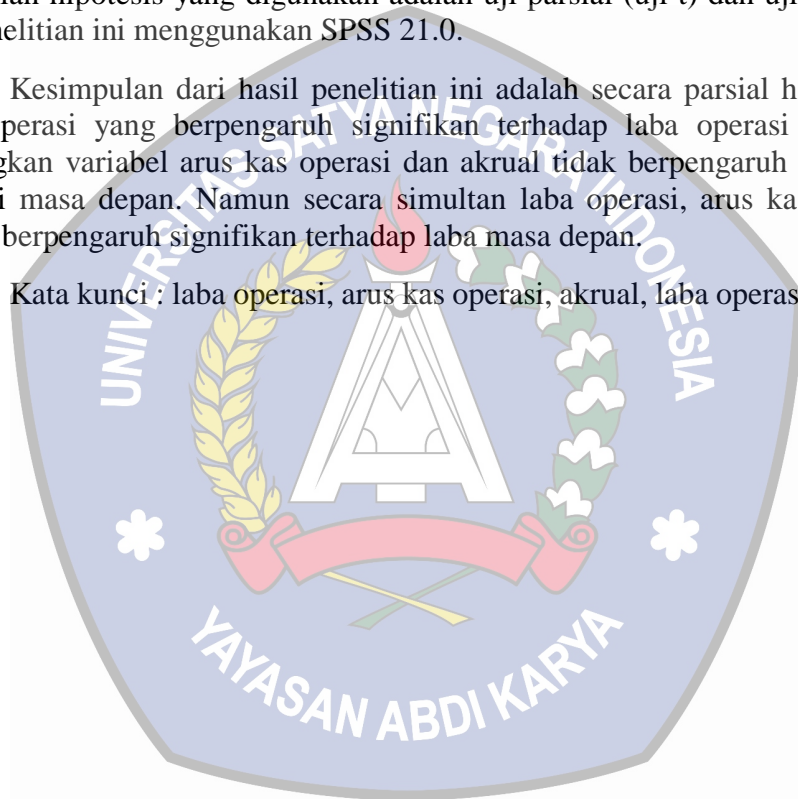 hipotesis yang digunakan adalah uji parsial (uji t) dan uji
nelitian ini menggunakan SPSS 21.0.
Kesimpulan dari hasil penelitian ini adalah secara parsial h
perasi yang berpengaruh signifikan terhadap laba operasi
gkan variabel arus kas operasi dan akrual tidak berpengaruh
i masa depan. Namun secara simultan laba operasi, arus ka
berpengaruh signifikan terhadap laba masa depan.
Kata kunci : laba operasi, arus kas operasi, akrual, laba operas
UNIVERSITAS SATYA NEGARA INDONESIA
YAYASAN ABDI KARYA